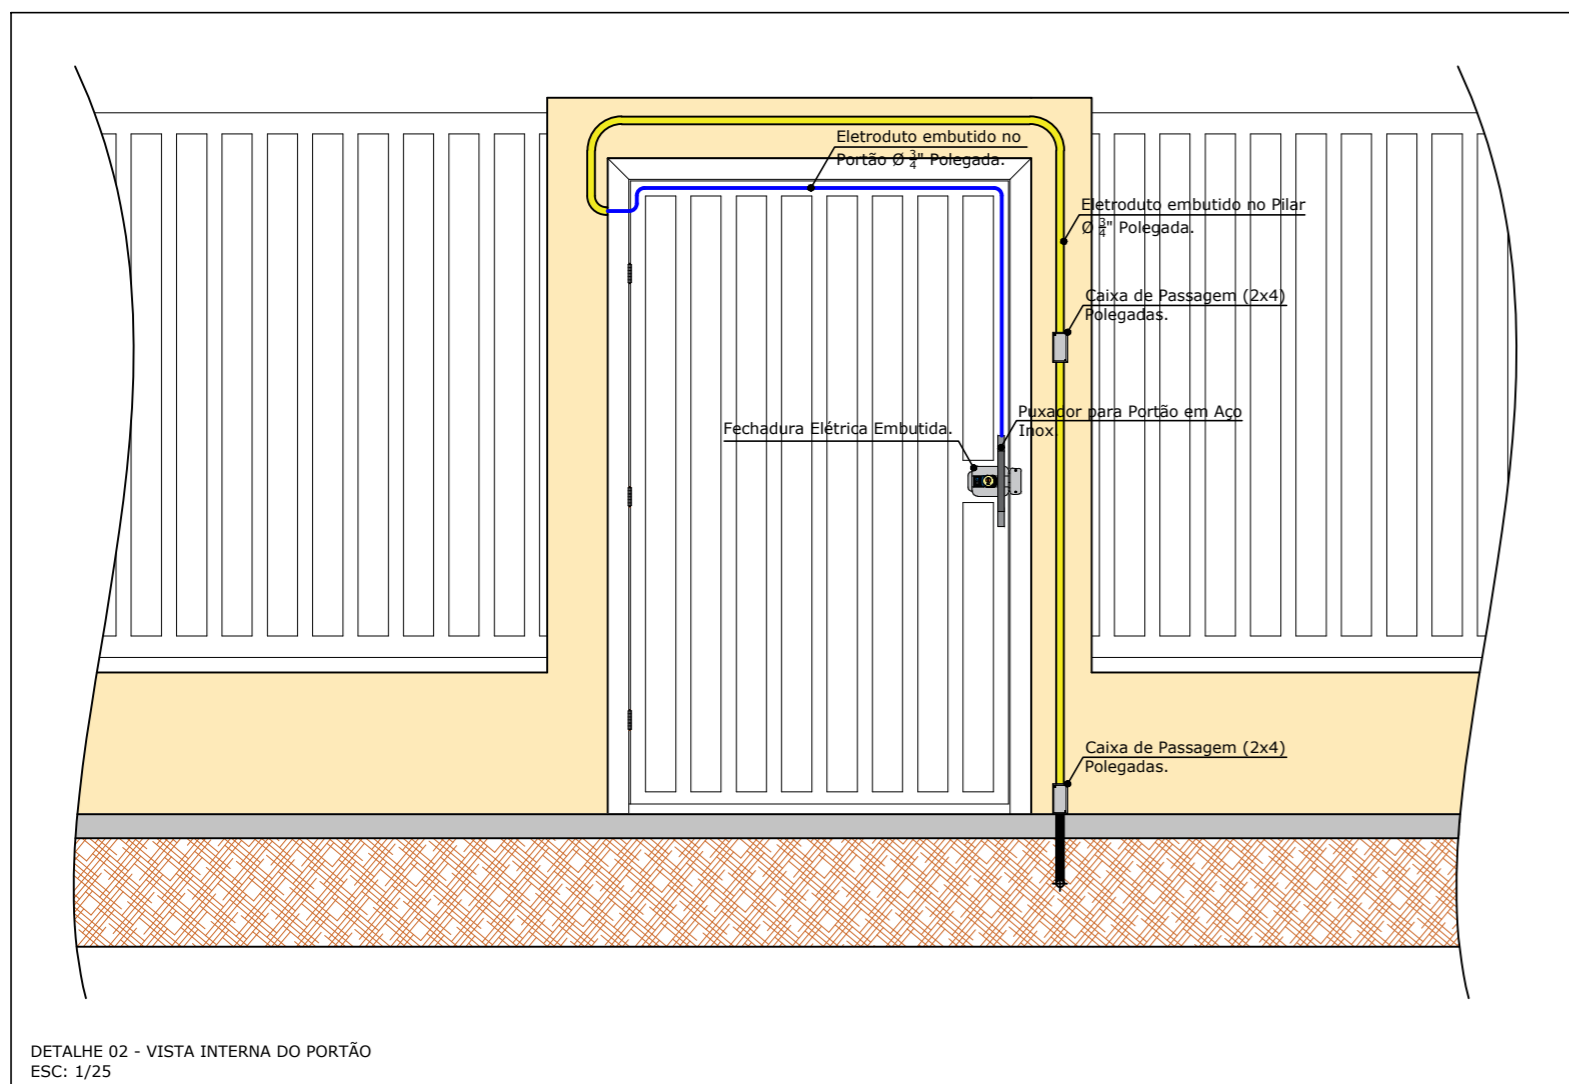 Eletroduto embutido no
Portão Ø 3/4" Polegada.
Eletroduto embutido no Pilar
Ø 3/4" Polegada.
Caixa de Passagem (2x4)
Polegadas.
Puxador para Portão em Aço
Inox.
Fechadura Elétrica Embutida.
Caixa de Passagem (2x4)
Polegadas.
DETALHE 02 - VISTA INTERNA DO PORTÃO
ESC: 1/25